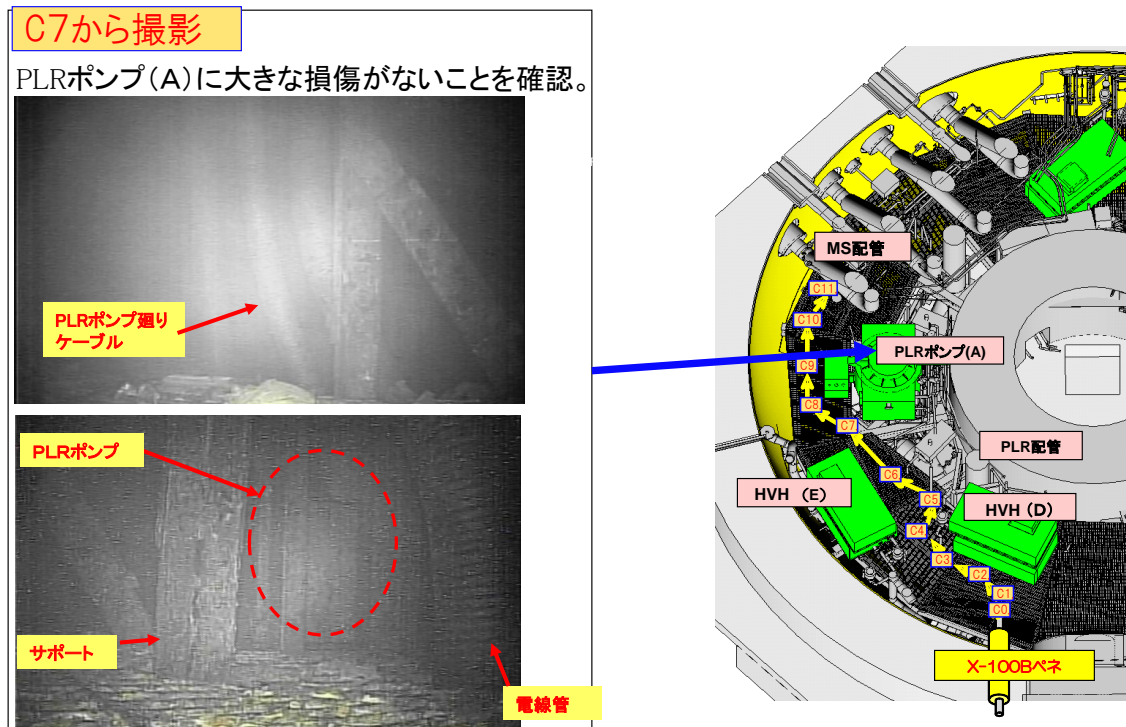 C7から撮影
PLRポンプ(A)に大きな損傷がないことを確認。
PLRポンプ廻り
ケーブル
PLRポンプ
サポート
電線管
MS配管
C11
C10
PLRポンプ(A)
C9
C8
C7
PLR配管
C6
HVH (E)
C5
HVH(D)
C4
C3
C2
C1
C0
X-100Bペネ